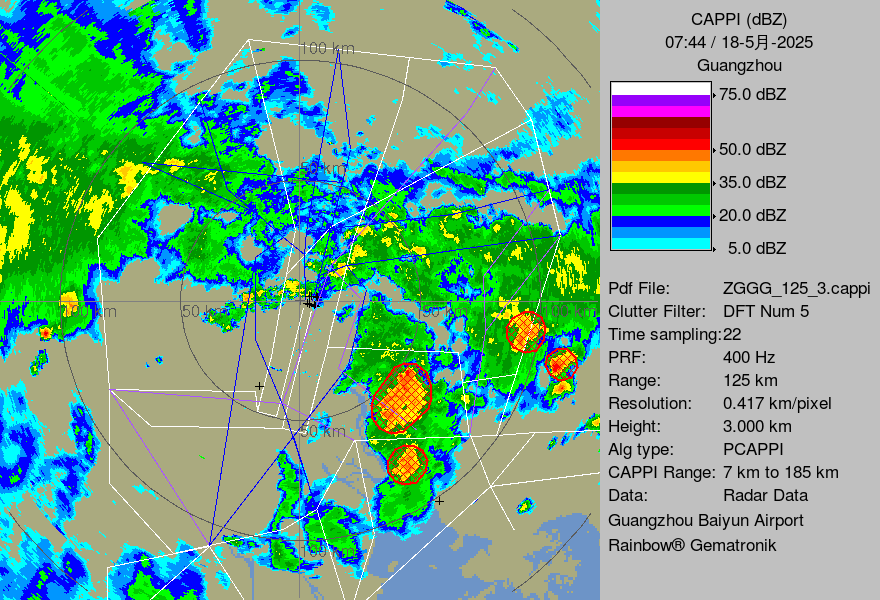 CAPPI (dBZ)
07:44 / 18-5月-2025
Guangzhou
75.0 dBZ
50.0 dBZ
35.0 dBZ
20.0 dBZ
5.0 dBZ
Pdf File: ZGGG_125_3.cappi
Clutter Filter: DFT Num 5
Time sampling:22
PRF: 400 Hz
Range: 125 km
Resolution: 0.417 km/pixel
Height: 3.000 km
Alg type: PCAPPI
CAPPI Range: 7 km to 185 km
Data: Radar Data
Guangzhou Baiyun Airport
Rainbow® Gematronik
100 km
50 km
100 km
50 km
50 km
100 km